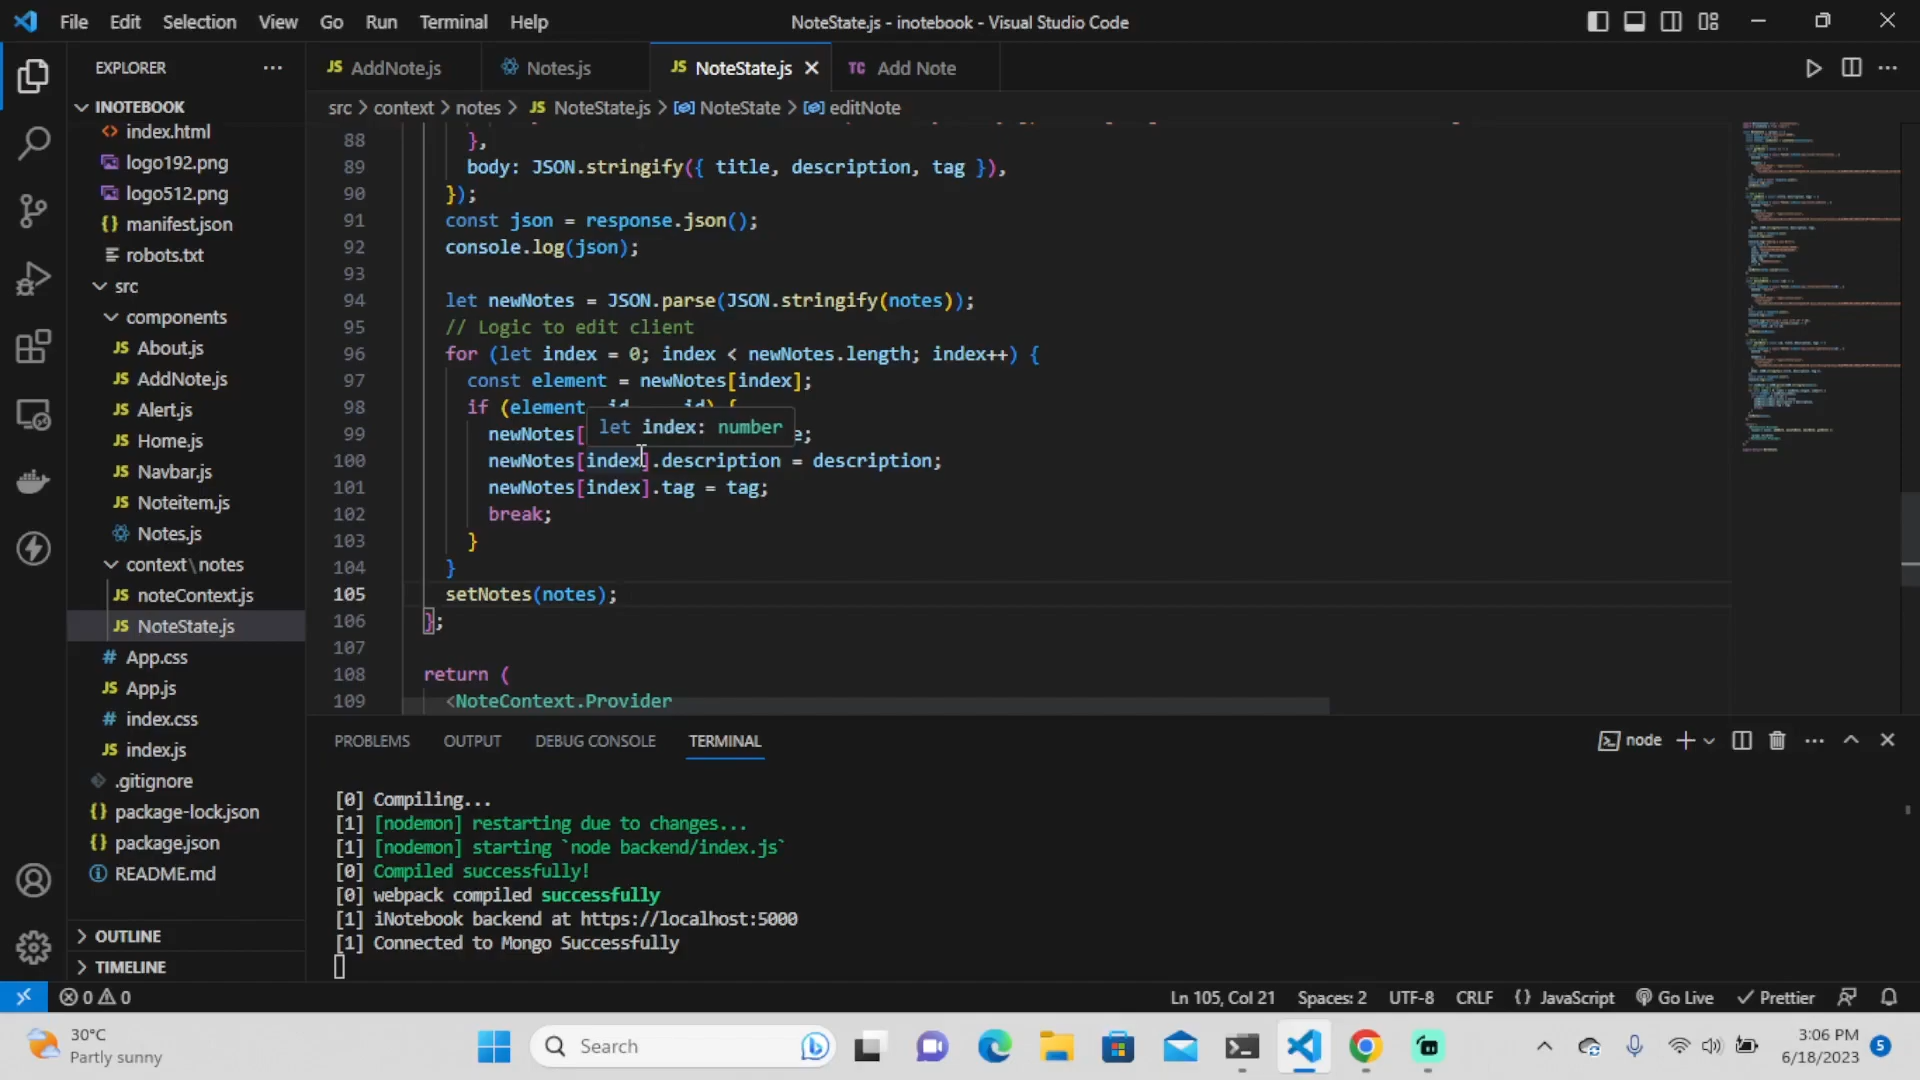 File Edit Selection View Go Run Terminal Help
NoteState.js - inotebook - Visual Studio Code
EXPLORER
INOTEBOOK
index.html
logo192.png
logo512.png
manifest.json
robots.txt
src
components
About.js
AddNote.js
Alert.js
Home.js
Navbar.js
Noteitem.js
Notes.js
context\notes
noteContext.js
NoteState.js
App.css
App.js
index.css
index.js
.gitignore
package-lock.json
package.json
README.md
OUTLINE
TIMELINE
JS AddNote.js Notes.js JS NoteState.js TC Add Note
src > context > notes > JS NoteState.js > NoteState > editNote
88 },
89 body: JSON.stringify({ title, description, tag }),
90 });
91 const json = response.json();
92 console.log(json);
93
94 let newNotes = JSON.parse(JSON.stringify(notes));
95 // Logic to edit client
96 for (let index = 0; index < newNotes.length; index++) {
97 const element = newNotes[index];
98 if (element
let index: number
99 newNotes[ e;
100 newNotes[index].description = description;
101 newNotes[index].tag = tag;
102 break;
103 }
104 }
105 setNotes(notes);
106 };
107
108 return (
109 <NoteContext.Provider
PROBLEMS OUTPUT DEBUG CONSOLE TERMINAL
node
[0] Compiling...
[1] [nodemon] restarting due to changes...
[1] [nodemon] starting `node backend/index.js`
[0] Compiled successfully!
[0] webpack compiled successfully
[1] iNotebook backend at https://localhost:5000
[1] Connected to Mongo Successfully
0 0
Ln 105, Col 21 Spaces: 2 UTF-8 CRLF {} JavaScript Go Live Prettier
30°C
Partly sunny
Search
3:06 PM
6/18/2023
5